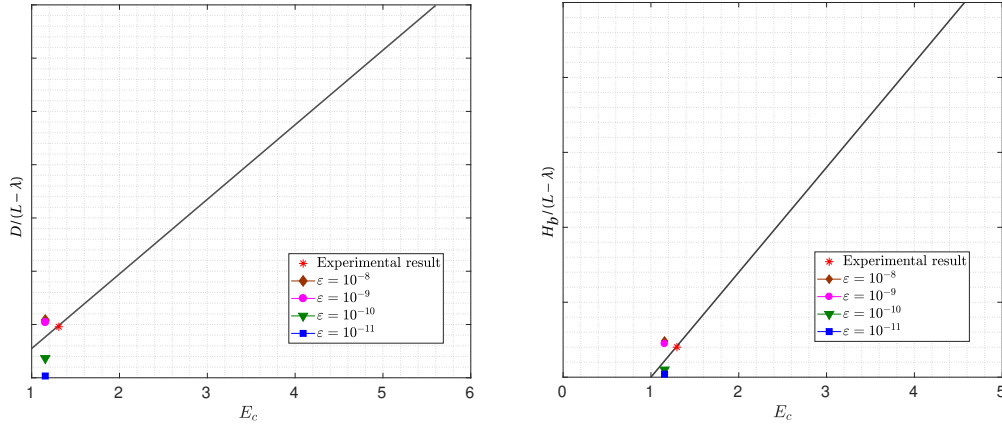 D/(L − λ)
Experimental result
ε = 10⁻⁸
ε = 10⁻⁹
ε = 10⁻¹⁰
ε = 10⁻¹¹
1 2 3 4 5 6
E_c
H_b/(L − λ)
Experimental result
ε = 10⁻⁸
ε = 10⁻⁹
ε = 10⁻¹⁰
ε = 10⁻¹¹
0 1 2 3 4 5
E_c